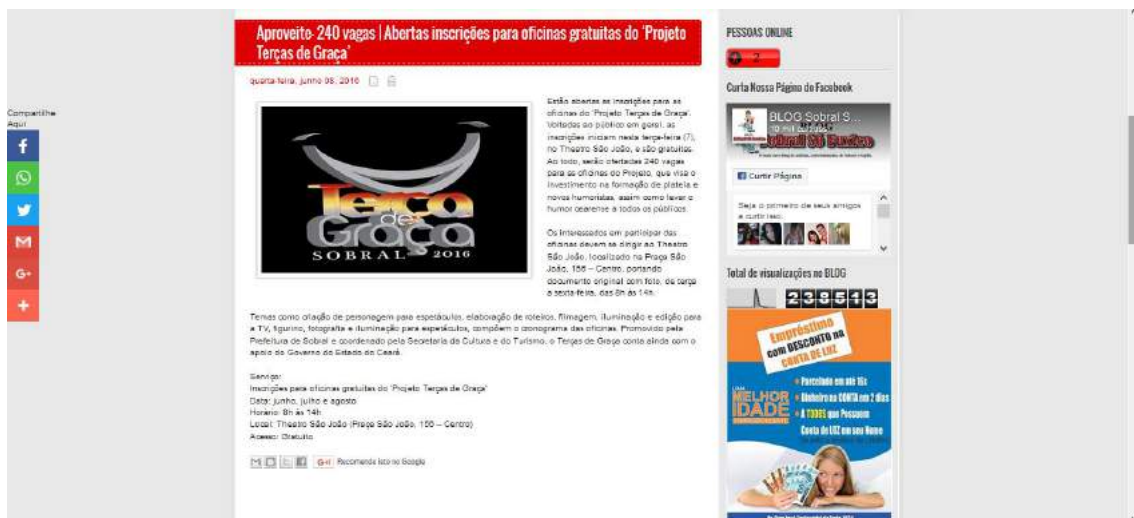 Aproveite- 240 vagas | Abertas inscrições para oficinas gratuitas do 'Projeto
Terças de Graça'
quarta-feira, junho 08, 2016
Compartilhe
Aqui
Terça
de
Graça
SOBRAL 2016
Estão abertas as inscrições para as
oficinas do 'Projeto Terças de Graça'.
Voltadas ao público em geral, as
inscrições iniciam nesta terça-feira (7),
no Theatro São João, e são gratuitas.
Ao todo, serão ofertadas 240 vagas
para as oficinas do Projeto, que visa o
investimento na formação de plateia e
novos humoristas, assim como levar o
humor cearense a todos os públicos.
Os interessados em participar das
oficinas devem se dirigir ao Theatro
São João, localizado na Praça São
João, 156 – Centro, portando
documento original com foto, de terça
a sexta-feira, das 8h às 14h.
Temas como criação de personagem para espetáculos, elaboração de roteiros, filmagem, iluminação e edição para
a TV, figurino, fotografia e iluminação para espetáculos, compõem o cronograma das oficinas. Promovido pela
Prefeitura de Sobral e coordenado pela Secretaria da Cultura e do Turismo, o Terças de Graça conta ainda com o
apoio do Governo do Estado do Ceará.
Serviço:
Inscrições para oficinas gratuitas do 'Projeto Terças de Graça'
Data: junho, julho e agosto
Horário: 8h às 14h
Local: Theatro São João (Praça São João, 156 – Centro)
Acesso: Gratuito
G+1 Recomende isto no Google
PESSOAS ONLINE
2
Curta Nossa Página do Facebook
BLOG Sobral S...
10 mil curtidas
BLOG
Curtir Página
Seja o primeiro de seus amigos
a curtir isso.
Total de visualizações no BLOG
238513
Empréstimo
com DESCONTO na
CONTA DE LUZ
MELHOR
IDADE
• Parcelado em até 15x
• Dinheiro na CONTA em 2 dias
• A TODOS que Possuem
Conta de LUZ em seu Nome